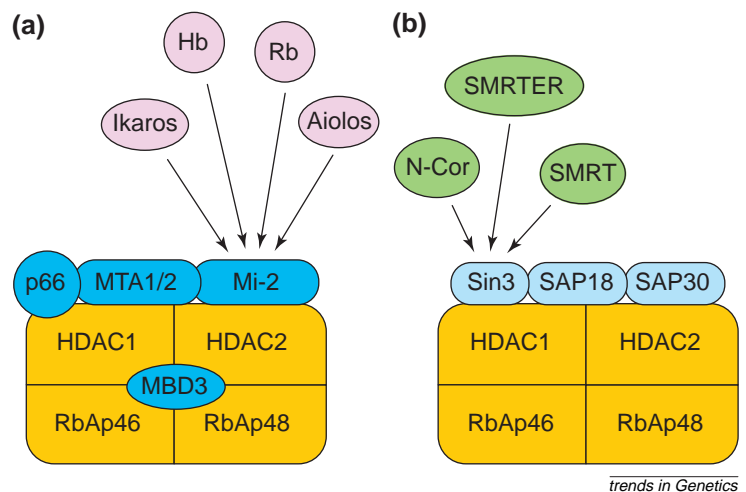 (a)
Hb
Rb
Ikaros
Aiolos
p66
MTA1/2
Mi-2
HDAC1
HDAC2
MBD3
RbAp46
RbAp48
(b)
SMRTER
N-Cor
SMRT
Sin3
SAP18
SAP30
HDAC1
HDAC2
RbAp46
RbAp48
trends in Genetics